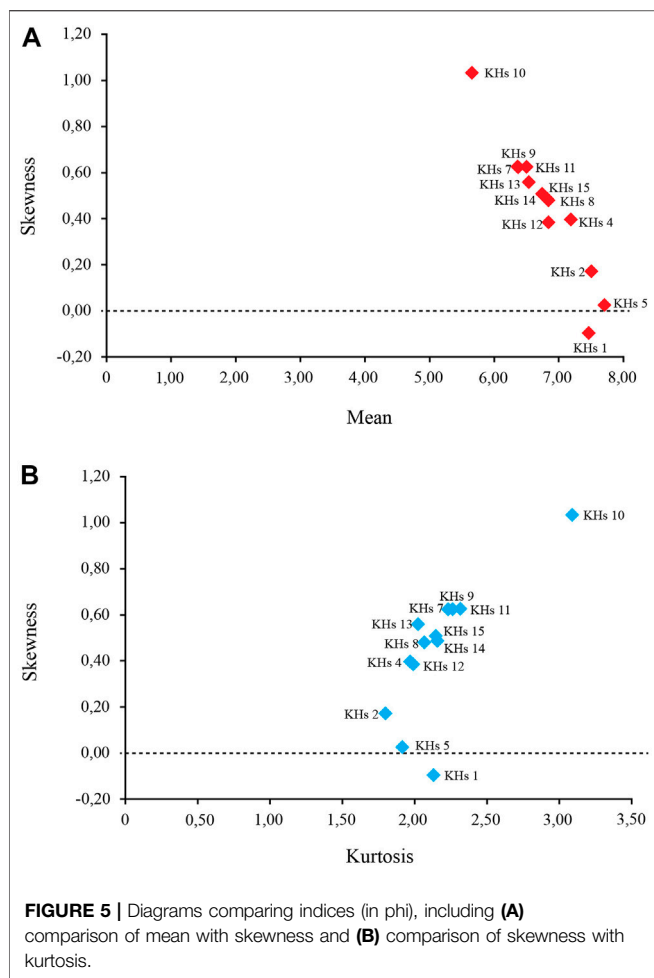 A
1,20
1,00
0,80
0,60
0,40
0,20
0,00
-0,20
Skewness
KHs 10
KHs 9
KHs 7
KHs 11
KHs 13
KHs 15
KHs 14
KHs 8
KHs 12
KHs 4
KHs 2
KHs 5
KHs 1
0 1,00 2,00 3,00 4,00 5,00 6,00 7,00 8,00
Mean
B
1,20
1,00
0,80
0,60
0,40
0,20
0,00
-0,20
Skewness
KHs 10
KHs 9
KHs 7
KHs 11
KHs 13
KHs 15
KHs 8
KHs 14
KHs 4
KHs 12
KHs 2
KHs 5
KHs 1
0 0,50 1,00 1,50 2,00 2,50 3,00 3,50
Kurtosis
FIGURE 5 | Diagrams comparing indices (in phi), including (A)
comparison of mean with skewness and (B) comparison of skewness with
kurtosis.